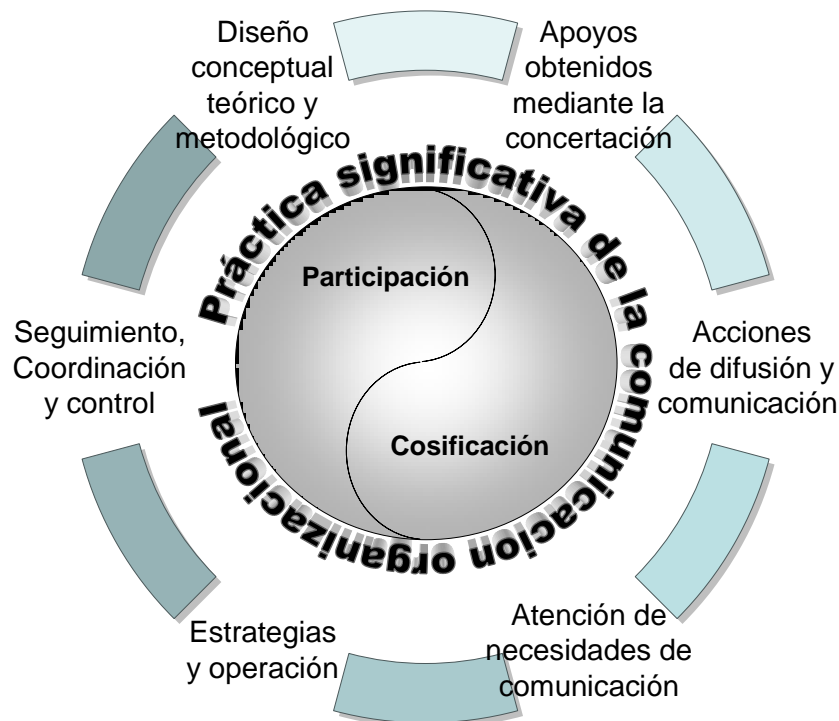 Diseño
conceptual
teórico y
metodológico
Apoyos
obtenidos
mediante la
concertación
Práctica significativa de la comunicacion organizacional
Participación
Cosificación
Seguimiento,
Coordinación
y control
Acciones
de difusión y
comunicación
Estrategias
y operación
Atención de
necesidades de
comunicación